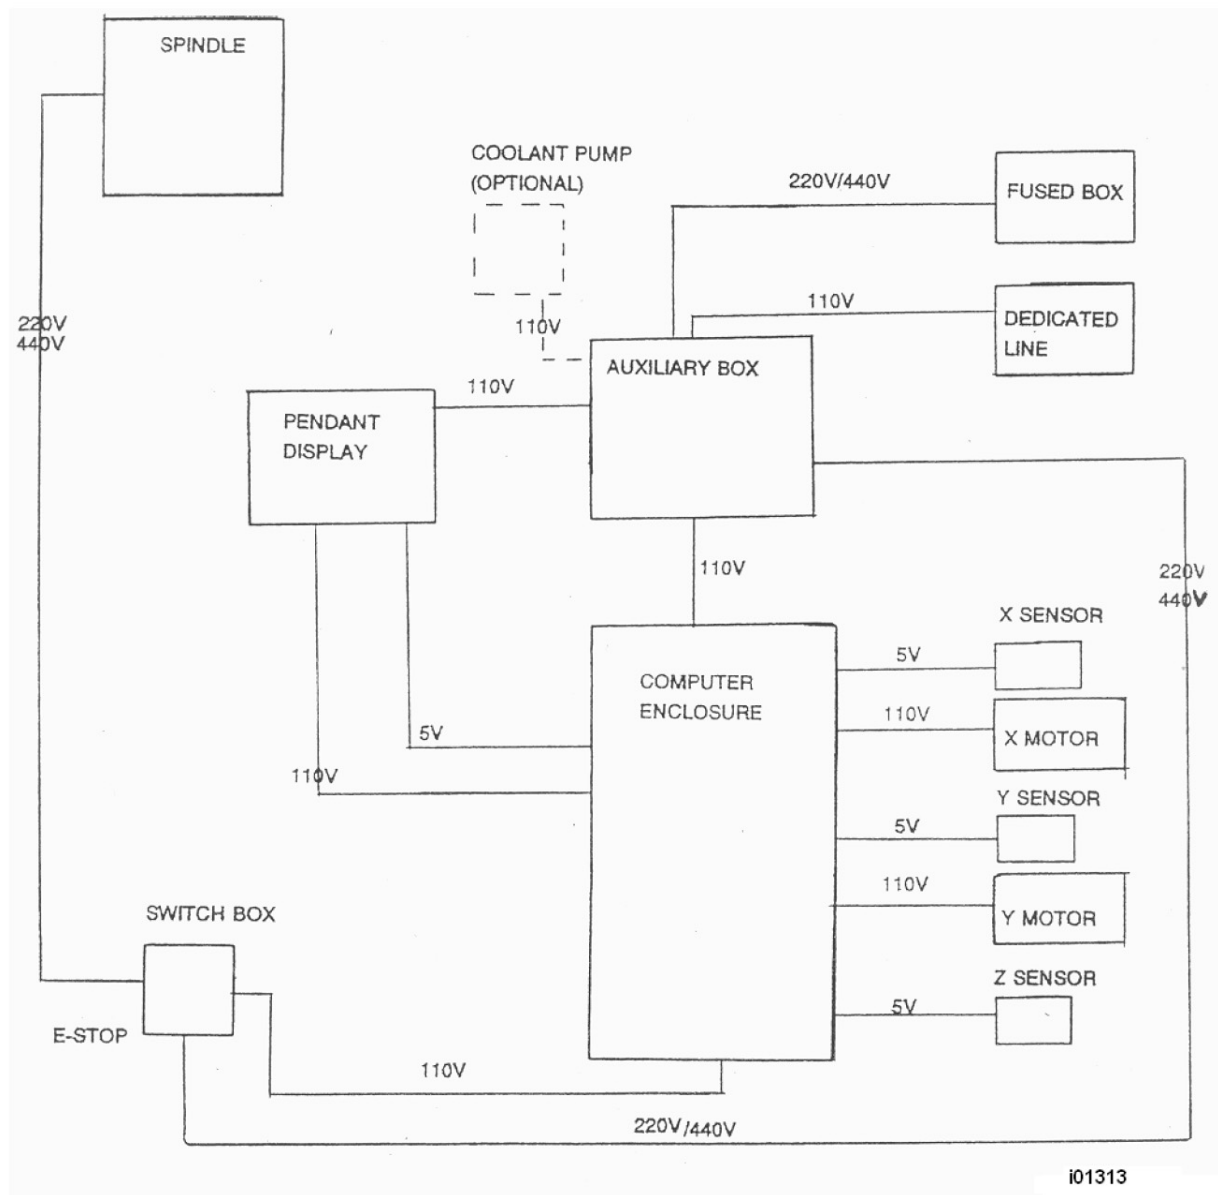 SPINDLE
COOLANT PUMP
(OPTIONAL)
220V/440V
FUSED BOX
110V
DEDICATED
LINE
220V
440V
110V
AUXILIARY BOX
110V
PENDANT
DISPLAY
110V
220V
440V
X SENSOR
5V
COMPUTER
ENCLOSURE
110V
X MOTOR
5V
110V
Y SENSOR
5V
110V
Y MOTOR
SWITCH BOX
Z SENSOR
5V
E-STOP
110V
220V/440V
i01313